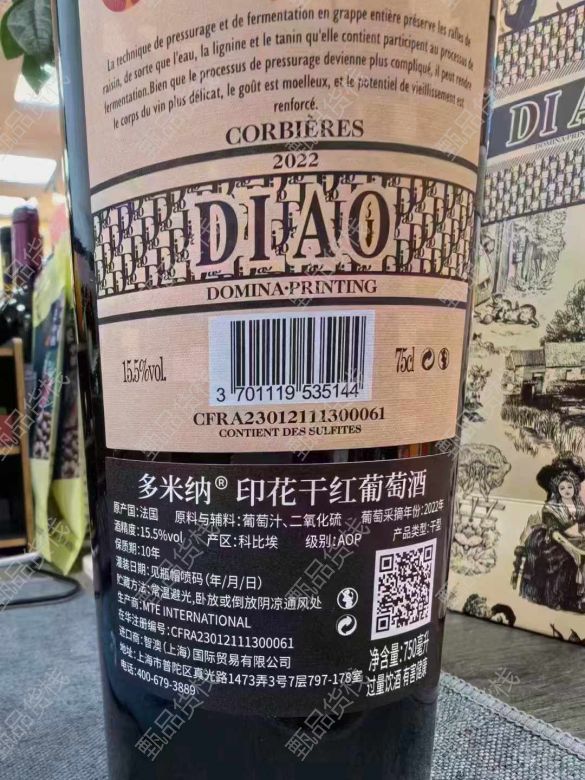 La technique de pressurage et de fermentation en grappe entière préserve les rafles de
raisin, de sorte que l'eau, la lignine et le tanin qu'elle contient participent au processus de
fermentation.Bien que le processus de pressurage devienne plus compliqué, il peut rendre
le corps du vin plus délicat, le goût est moelleux, et le potentiel de vieillissement est
renforcé.
CORBIÈRES
2022
DIAO
DOMINA·PRINTING
15.5%vol.
3 701119 535144
75cl
CFRA23012111300061
CONTIENT DES SULFITES
多米纳® 印花干红葡萄酒
原产国:法国 原料与辅料:葡萄汁、二氧化硫 葡萄采摘年份:2022年
酒精度:15.5%vol 产区:科比埃 级别:AOP 产品类型:干型
保质期:10年
灌装日期:见瓶帽喷码(年/月/日)
贮藏方法:常温避光,卧放或倒放阴凉通风处
生产商:MTE INTERNATIONAL
在华注册编号:CFRA23012111300061
进口商:智澳(上海)国际贸易有限公司
地址:上海市普陀区真光路1473弄3号7层797-178室
电话:400-679-3889
净含量:750毫升
过量饮酒 有害健康
DIA
DOMINA
甄品货栈